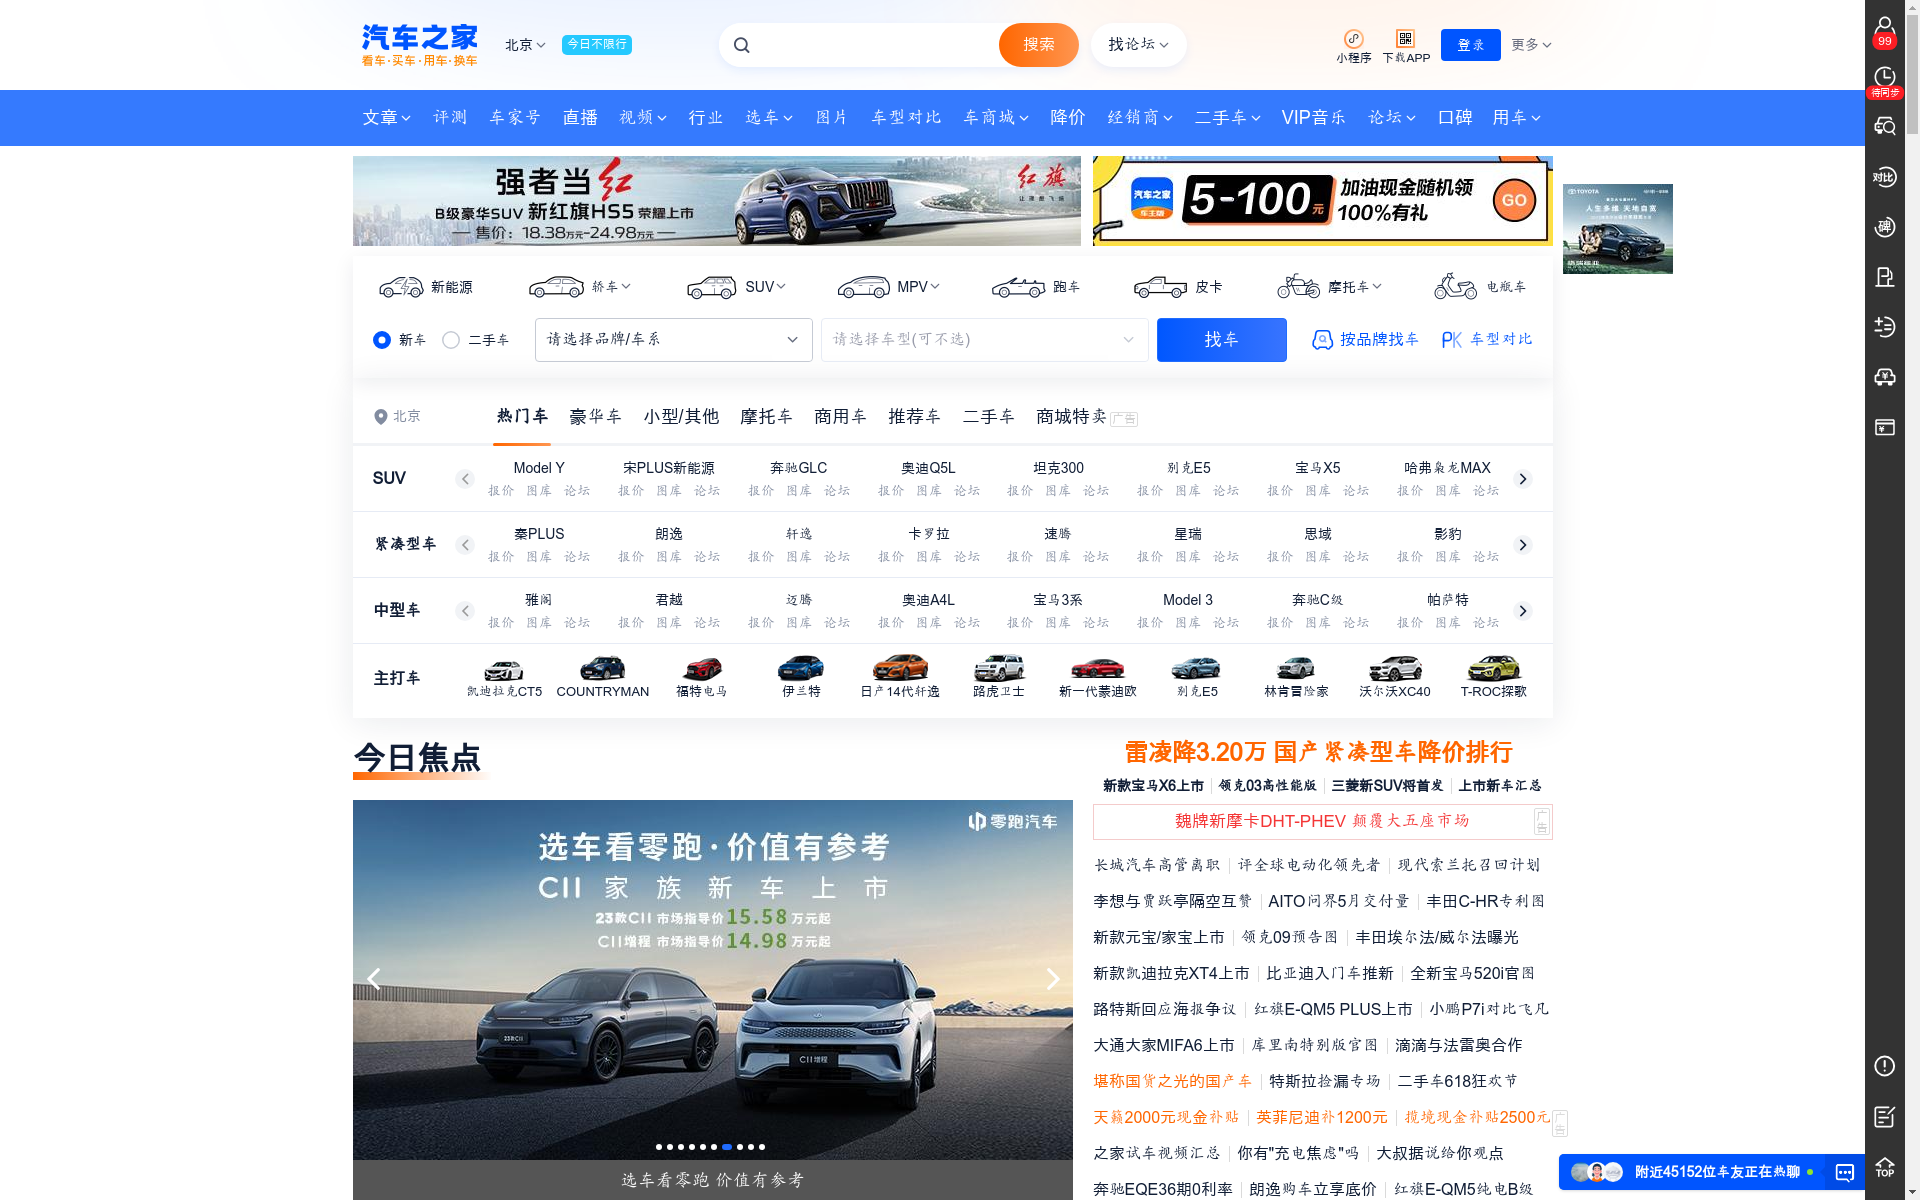 汽车之家
看车·买车·用车·换车
北京 今日不限行
搜索 找论坛
小程序 下载APP 登录 更多
文章 评测 车家号 直播 视频 行业 选车 图片 车型对比 车商城 降价 经销商 二手车 VIP音乐 论坛 口碑 用车
强者当红 红旗
B级豪华SUV 新红旗HS5 荣耀上市
售价：18.38万元-24.98万元
汽车之家 车主版 5-100元 加油现金随机领 100%有礼 GO
TOYOTA
人生多维 天地自宽
新能源 轿车 SUV MPV 跑车 皮卡 摩托车 电瓶车
新车 二手车 请选择品牌/车系 请选择车型(可不选) 找车 按品牌找车 PK 车型对比
北京 热门车 豪华车 小型/其他 摩托车 商用车 推荐车 二手车 商城特卖 广告
SUV
Model Y 宋PLUS新能源 奔驰GLC 奥迪Q5L 坦克300 别克E5 宝马X5 哈弗枭龙MAX
报价 图库 论坛 报价 图库 论坛 报价 图库 论坛 报价 图库 论坛 报价 图库 论坛 报价 图库 论坛 报价 图库 论坛 报价 图库 论坛
紧凑型车
秦PLUS 朗逸 轩逸 卡罗拉 速腾 星瑞 思域 影豹
报价 图库 论坛 报价 图库 论坛 报价 图库 论坛 报价 图库 论坛 报价 图库 论坛 报价 图库 论坛 报价 图库 论坛 报价 图库 论坛
中型车
雅阁 君越 迈腾 奥迪A4L 宝马3系 Model 3 奔驰C级 帕萨特
报价 图库 论坛 报价 图库 论坛 报价 图库 论坛 报价 图库 论坛 报价 图库 论坛 报价 图库 论坛 报价 图库 论坛 报价 图库 论坛
主打车
凯迪拉克CT5 COUNTRYMAN 福特电马 伊兰特 日产14代轩逸 路虎卫士 新一代蒙迪欧 别克E5 林肯冒险家 沃尔沃XC40 T-ROC探歌
今日焦点
零跑汽车
选车看零跑·价值有参考
C11 家族新车上市
23款C11 市场指导价15.58万元起
C11增程 市场指导价14.98万元起
23款C11
C11增程
选车看零跑 价值有参考
雷凌降3.20万 国产紧凑型车降价排行
新款宝马X6上市 领克03高性能版 三菱新SUV将首发 上市新车汇总
魏牌新摩卡DHT-PHEV 颠覆大五座市场 广告
长城汽车高管离职 评全球电动化领先者 现代索兰托召回计划
李想与贾跃亭隔空互赞 AITO问界5月交付量 丰田C-HR专利图
新款元宝/家宝上市 领克09预告图 丰田埃尔法/威尔法曝光
新款凯迪拉克XT4上市 比亚迪入门车推新 全新宝马520i官图
路特斯回应海报争议 红旗E-QM5 PLUS上市 小鹏P7i对比飞凡
大通大家MIFA6上市 库里南特别版官图 滴滴与法雷奥合作
堪称国货之光的国产车 特斯拉捡漏专场 二手车618狂欢节
天籁2000元现金补贴 英菲尼迪补1200元 揽境现金补贴2500元 广告
之家试车视频汇总 你有"充电焦虑"吗 大叔据说给你观点
奔驰EQE36期0利率 朗逸购车立享底价 红旗E-QM5纯电B级
99
待同步
对比
碑
TOP
附近45152位车友正在热聊